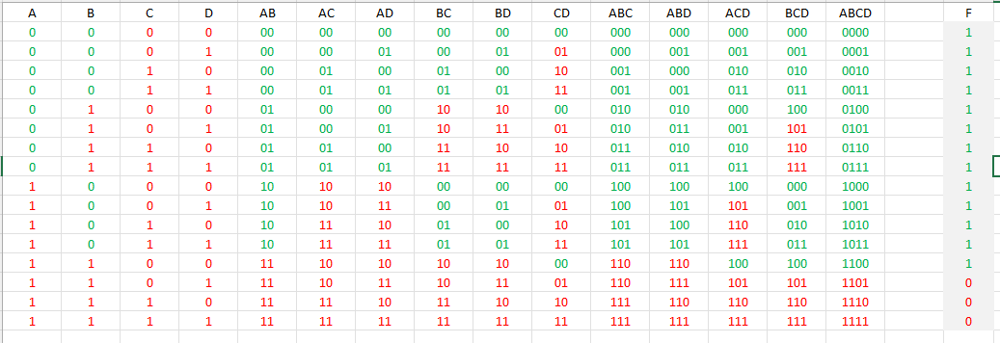 A B C D AB AC AD BC BD CD ABC ABD ACD BCD ABCD F
0 0 0 0 00 00 00 00 00 00 000 000 000 000 0000 1
0 0 0 1 00 00 01 00 01 01 000 001 001 001 0001 1
0 0 1 0 00 01 00 01 00 10 001 000 010 010 0010 1
0 0 1 1 00 01 01 01 01 11 001 001 011 011 0011 1
0 1 0 0 01 00 00 10 10 00 010 010 000 100 0100 1
0 1 0 1 01 00 01 10 11 01 010 011 001 101 0101 1
0 1 1 0 01 01 00 11 10 10 011 010 010 110 0110 1
0 1 1 1 01 01 01 11 11 11 011 011 011 111 0111 1
1 0 0 0 10 10 10 00 00 00 100 100 100 000 1000 1
1 0 0 1 10 10 11 00 01 01 100 101 101 001 1001 1
1 0 1 0 10 11 10 01 00 10 101 100 110 010 1010 1
1 0 1 1 10 11 11 01 01 11 101 101 111 011 1011 1
1 1 0 0 11 10 10 10 10 00 110 110 100 100 1100 1
1 1 0 1 11 10 11 10 11 01 110 111 101 101 1101 0
1 1 1 0 11 11 10 11 10 10 111 110 110 110 1110 0
1 1 1 1 11 11 11 11 11 11 111 111 111 111 1111 0